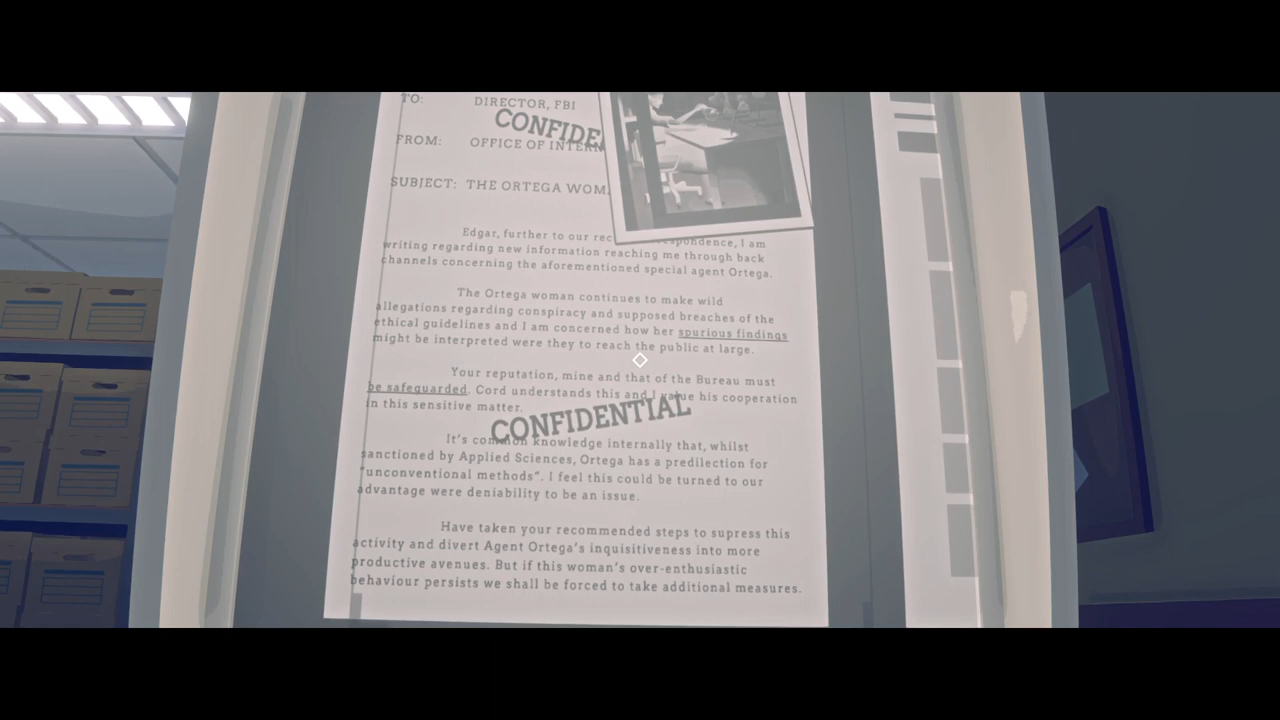 TO: DIRECTOR, FBI
CONFIDE
FROM: OFFICE OF INTERN
SUBJECT: THE ORTEGA WOM
Edgar, further to our rec spondence, I am
writing regarding new information reaching me through back
channels concerning the aforementioned special agent Ortega.
The Ortega woman continues to make wild
allegations regarding conspiracy and supposed breaches of the
ethical guidelines and I am concerned how her spurious findings
might be interpreted were they to reach the public at large.
Your reputation, mine and that of the Bureau must
be safeguarded. Cord understands this and I value his cooperation
in this sensitive matter.
CONFIDENTIAL
It's common knowledge internally that, whilst
sanctioned by Applied Sciences, Ortega has a predilection for
"unconventional methods". I feel this could be turned to our
advantage were deniability to be an issue.
Have taken your recommended steps to supress this
activity and divert Agent Ortega's inquisitiveness into more
productive avenues. But if this woman's over-enthusiastic
behaviour persists we shall be forced to take additional measures.